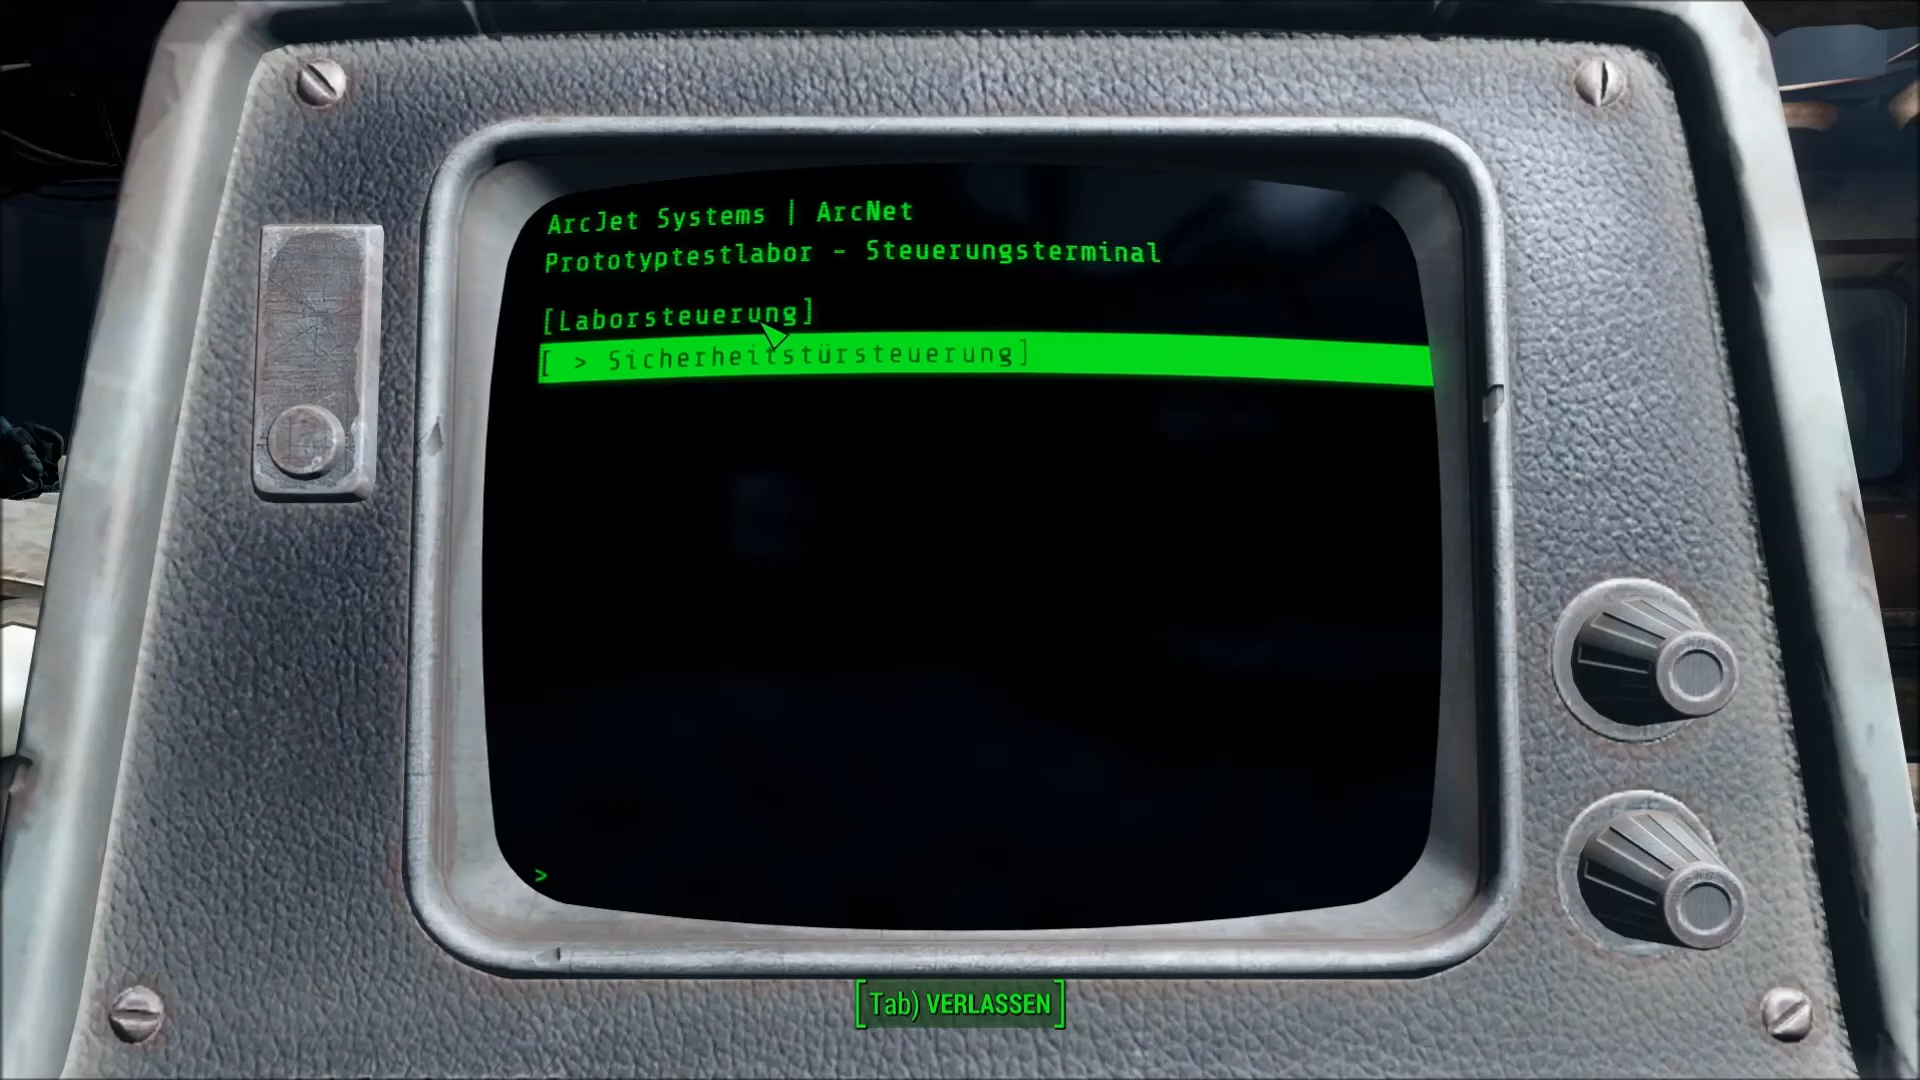 ArcJet Systems | ArcNet
Prototyptestlabor - Steuerungsterminal
[Laborsteuerung]
[ > Sicherheitstürsteuerung]
>
[Tab) VERLASSEN]